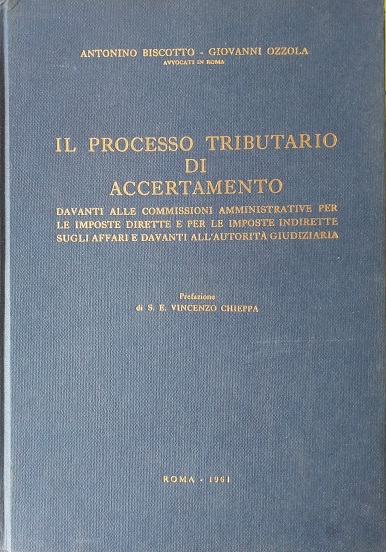 ANTONINO BISCOTTO - GIOVANNI OZZOLA
AVVOCATI IN ROMA
IL PROCESSO TRIBUTARIO
DI
ACCERTAMENTO
DAVANTI ALLE COMMISSIONI AMMINISTRATIVE PER
LE IMPOSTE DIRETTE E PER LE IMPOSTE INDIRETTE
SUGLI AFFARI E DAVANTI ALL'AUTORITÀ GIUDIZIARIA
Prefazione
di S. E. VINCENZO CHIEPPA
ROMA - 1961